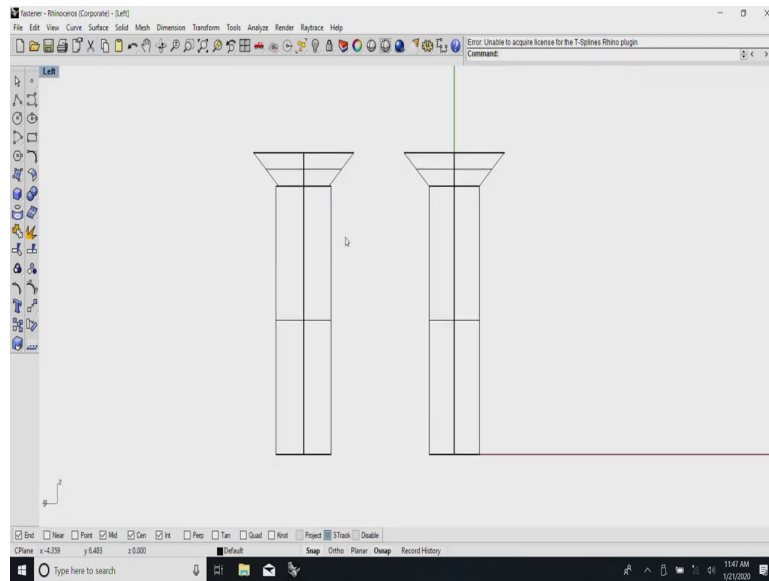 fastener - Rhinoceros (Corporate) - [Left]
File Edit View Curve Surface Solid Mesh Dimension Transform Tools Analyze Render Raytrace Help
Error: Unable to acquire license for the T-Splines Rhino plugin
Command:
Left
z
y
End Near Point Mid Cen Int Perp Tan Quad Knot Project STrack Disable
CPlane x -4.359 y 6.483 z 0.000 Default Snap Ortho Planar Osnap Record History
Type here to search
11:47 AM
1/21/2020